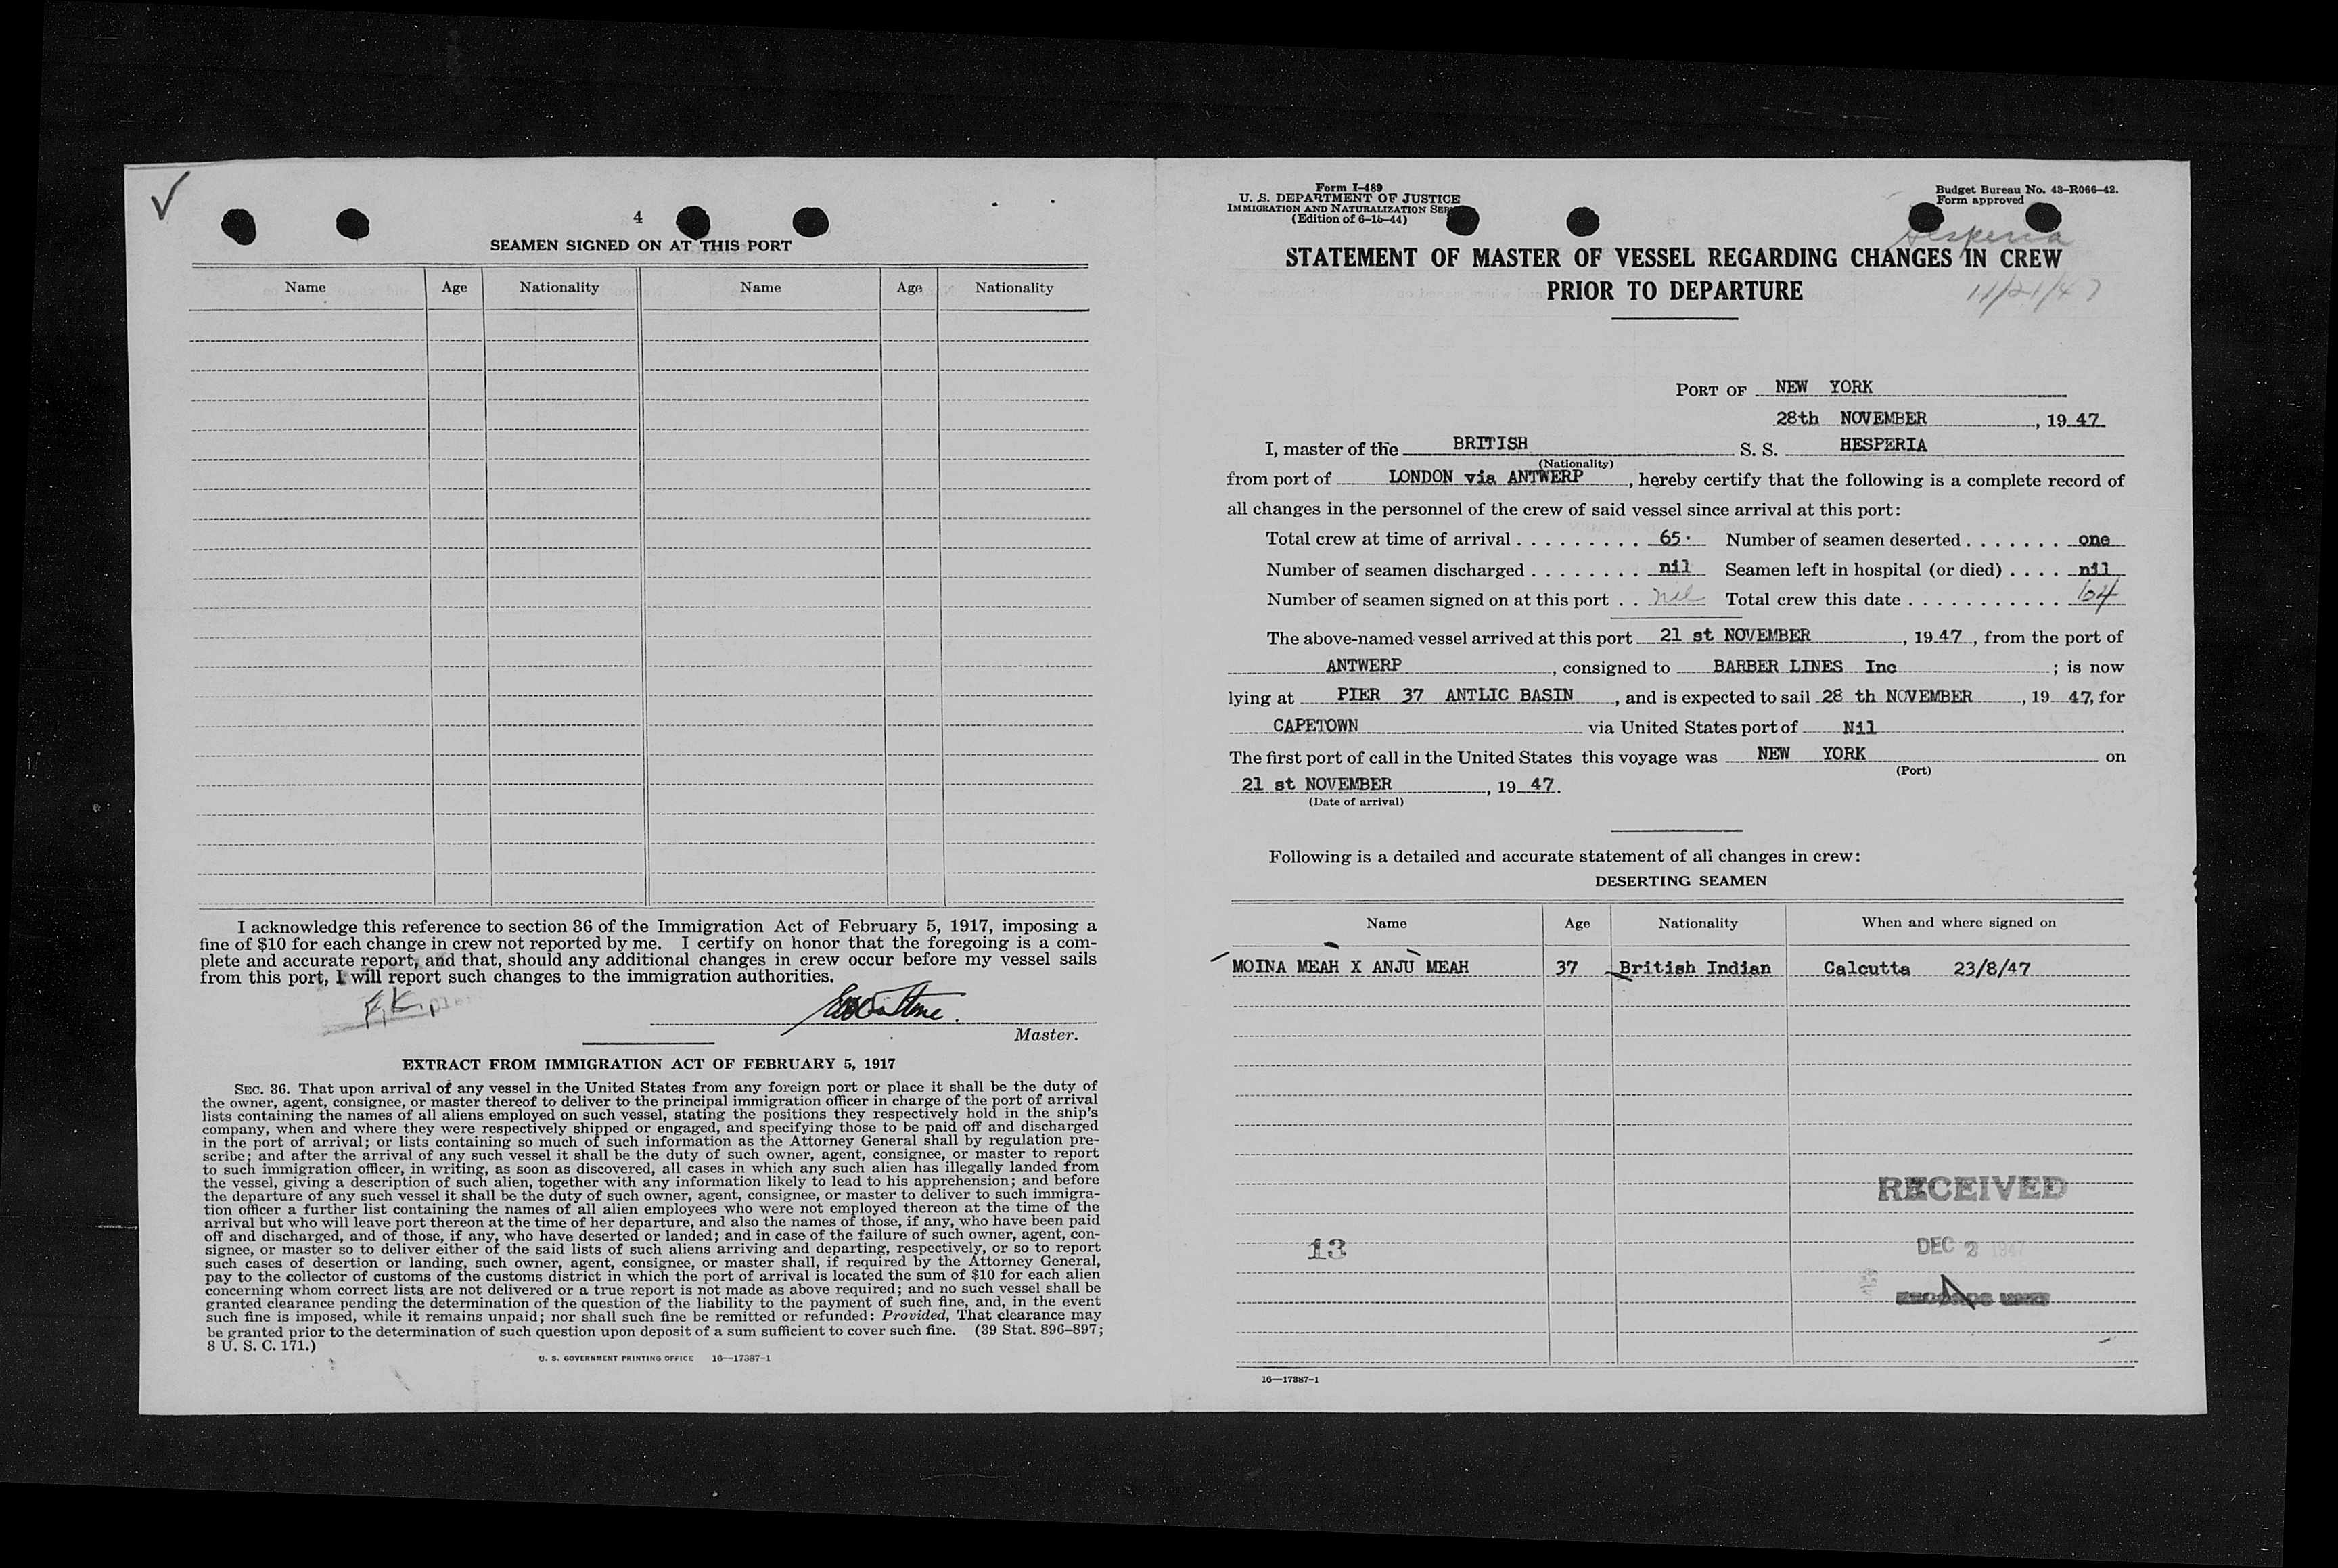 4
SEAMEN SIGNED ON AT THIS PORT
Name Age Nationality Name Age Nationality
I acknowledge this reference to section 36 of the Immigration Act of February 5, 1917, imposing a
fine of $10 for each change in crew not reported by me. I certify on honor that the foregoing is a com-
plete and accurate report, and that, should any additional changes in crew occur before my vessel sails
from this port, I will report such changes to the immigration authorities.
F.K.
Master.
EXTRACT FROM IMMIGRATION ACT OF FEBRUARY 5, 1917
SEC. 36. That upon arrival of any vessel in the United States from any foreign port or place it shall be the duty of
the owner, agent, consignee, or master thereof to deliver to the principal immigration officer in charge of the port of arrival
lists containing the names of all aliens employed on such vessel, stating the positions they respectively hold in the ship's
company, when and where they were respectively shipped or engaged, and specifying those to be paid off and discharged
in the port of arrival; or lists containing so much of such information as the Attorney General shall by regulation pre-
scribe; and after the arrival of any such vessel it shall be the duty of such owner, agent, consignee, or master to report
to such immigration officer, in writing, as soon as discovered, all cases in which any such alien has illegally landed from
the vessel, giving a description of such alien, together with any information likely to lead to his apprehension; and before
the departure of any such vessel it shall be the duty of such owner, agent, consignee, or master to deliver to such immigra-
tion officer a further list containing the names of all alien employees who were not employed thereon at the time of the
arrival but who will leave port thereon at the time of her departure, and also the names of those, if any, who have been paid
off and discharged, and of those, if any, who have deserted or landed; and in case of the failure of such owner, agent, con-
signee, or master so to deliver either of the said lists of such aliens arriving and departing, respectively, or so to report
such cases of desertion or landing, such owner, agent, consignee, or master shall, if required by the Attorney General,
pay to the collector of customs of the customs district in which the port of arrival is located the sum of $10 for each alien
concerning whom correct lists are not delivered or a true report is not made as above required; and no such vessel shall be
granted clearance pending the determination of the question of the liability to the payment of such fine, and, in the event
such fine is imposed, while it remains unpaid; nor shall such fine be remitted or refunded: Provided, That clearance may
be granted prior to the determination of such question upon deposit of a sum sufficient to cover such fine. (39 Stat. 896–897;
8 U. S. C. 171.)
U. S. GOVERNMENT PRINTING OFFICE 16—17387-1
Form I-489
U. S. DEPARTMENT OF JUSTICE
IMMIGRATION AND NATURALIZATION
(Edition of 6-16-44)
Budget Bureau No. 43-R066-42.
Form approved
Hesperia
STATEMENT OF MASTER OF VESSEL REGARDING CHANGES IN CREW
PRIOR TO DEPARTURE
11/21/47
PORT OF NEW YORK
28th NOVEMBER, 19 47
I, master of the BRITISH S. S. HESPERIA
(Nationality)
from port of LONDON via ANTWERP, hereby certify that the following is a complete record of
all changes in the personnel of the crew of said vessel since arrival at this port:
Total crew at time of arrival 65. Number of seamen deserted one
Number of seamen discharged nil Seamen left in hospital (or died) nil
Number of seamen signed on at this port nil Total crew this date 64
The above-named vessel arrived at this port 21 st NOVEMBER, 19 47, from the port of
ANTWERP, consigned to BARBER LINES Inc; is now
lying at PIER 37 ANTLIC BASIN, and is expected to sail 28 th NOVEMBER, 19 47, for
CAPETOWN via United States port of Nil
The first port of call in the United States this voyage was NEW YORK on
(Port)
21 st NOVEMBER, 19 47.
(Date of arrival)
Following is a detailed and accurate statement of all changes in crew:
DESERTING SEAMEN
Name Age Nationality When and where signed on
MOINA MEAH X ANJU MEAH 37 British Indian Calcutta 23/8/47
RECEIVED
13
DEC 2
RECORDS UNIT
16—17387-1